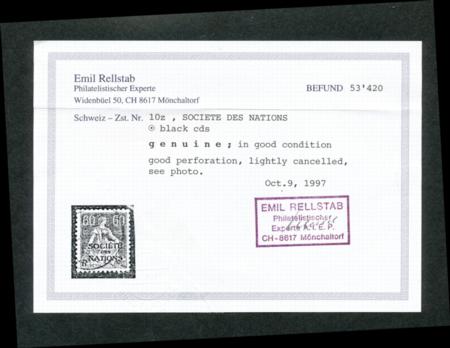 Emil Rellstab
Philatelistischer Experte
Widenbüel 50, CH 8617 Mönchaltorf
BEFUND 53'420
Schweiz – Zst. Nr. 10z , SOCIETE DES NATIONS
⊙ black cds
genuine; in good condition
good perforation, lightly cancelled,
see photo.
Oct.9, 1997
EMIL RELLSTAB
Philatelistischer
Experte A.I.E.P.
CH-8617 Mönchaltorf
60 60
SOCIÉTÉ
DES
NATIONS